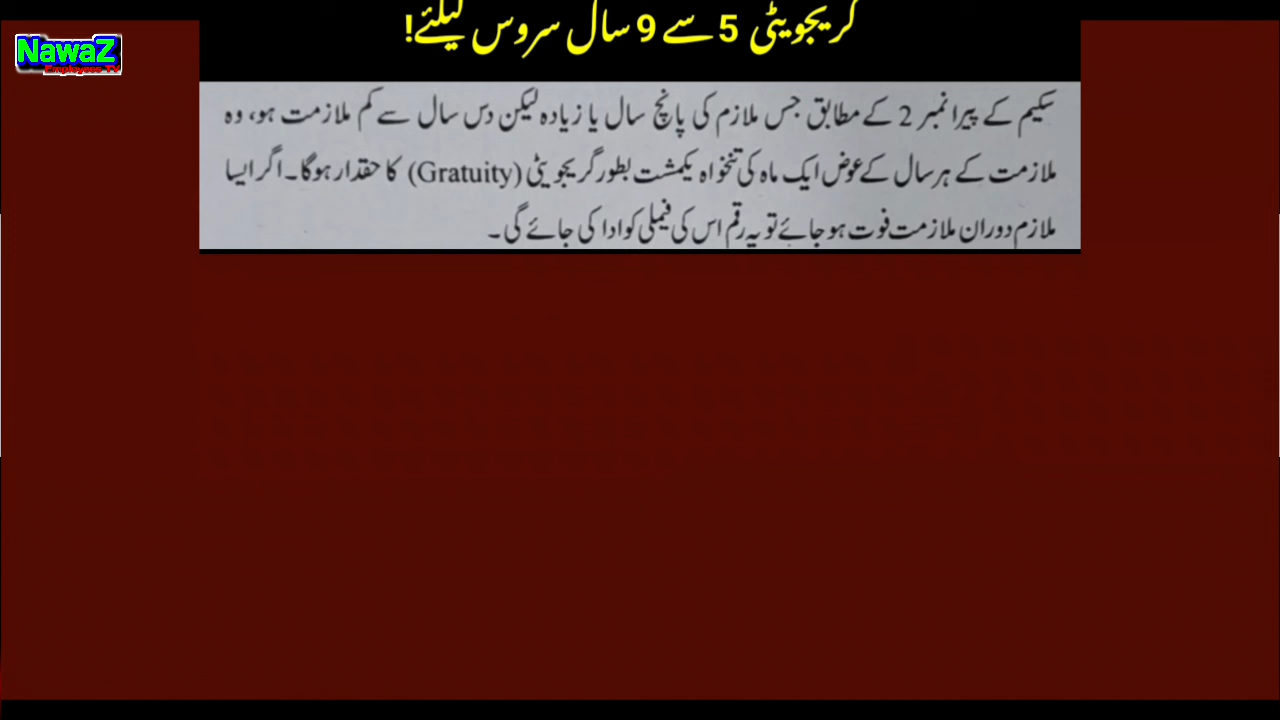 گریجویٹی 5 سے 9 سال سروس کیلئے!
NawaZ
Employees TV
سکیم کے پیرا نمبر 2 کے مطابق جس ملازم کی پانچ سال یا زیادہ لیکن دس سال سے کم ملازمت ہو، وہ
ملازمت کے ہر سال کے عوض ایک ماہ کی تنخواہ یکمشت بطور گریجویٹی (Gratuity) کا حقدار ہوگا۔ اگر ایسا
ملازم دوران ملازمت فوت ہو جائے تو یہ رقم اس کی فیملی کو ادا کی جائے گی۔